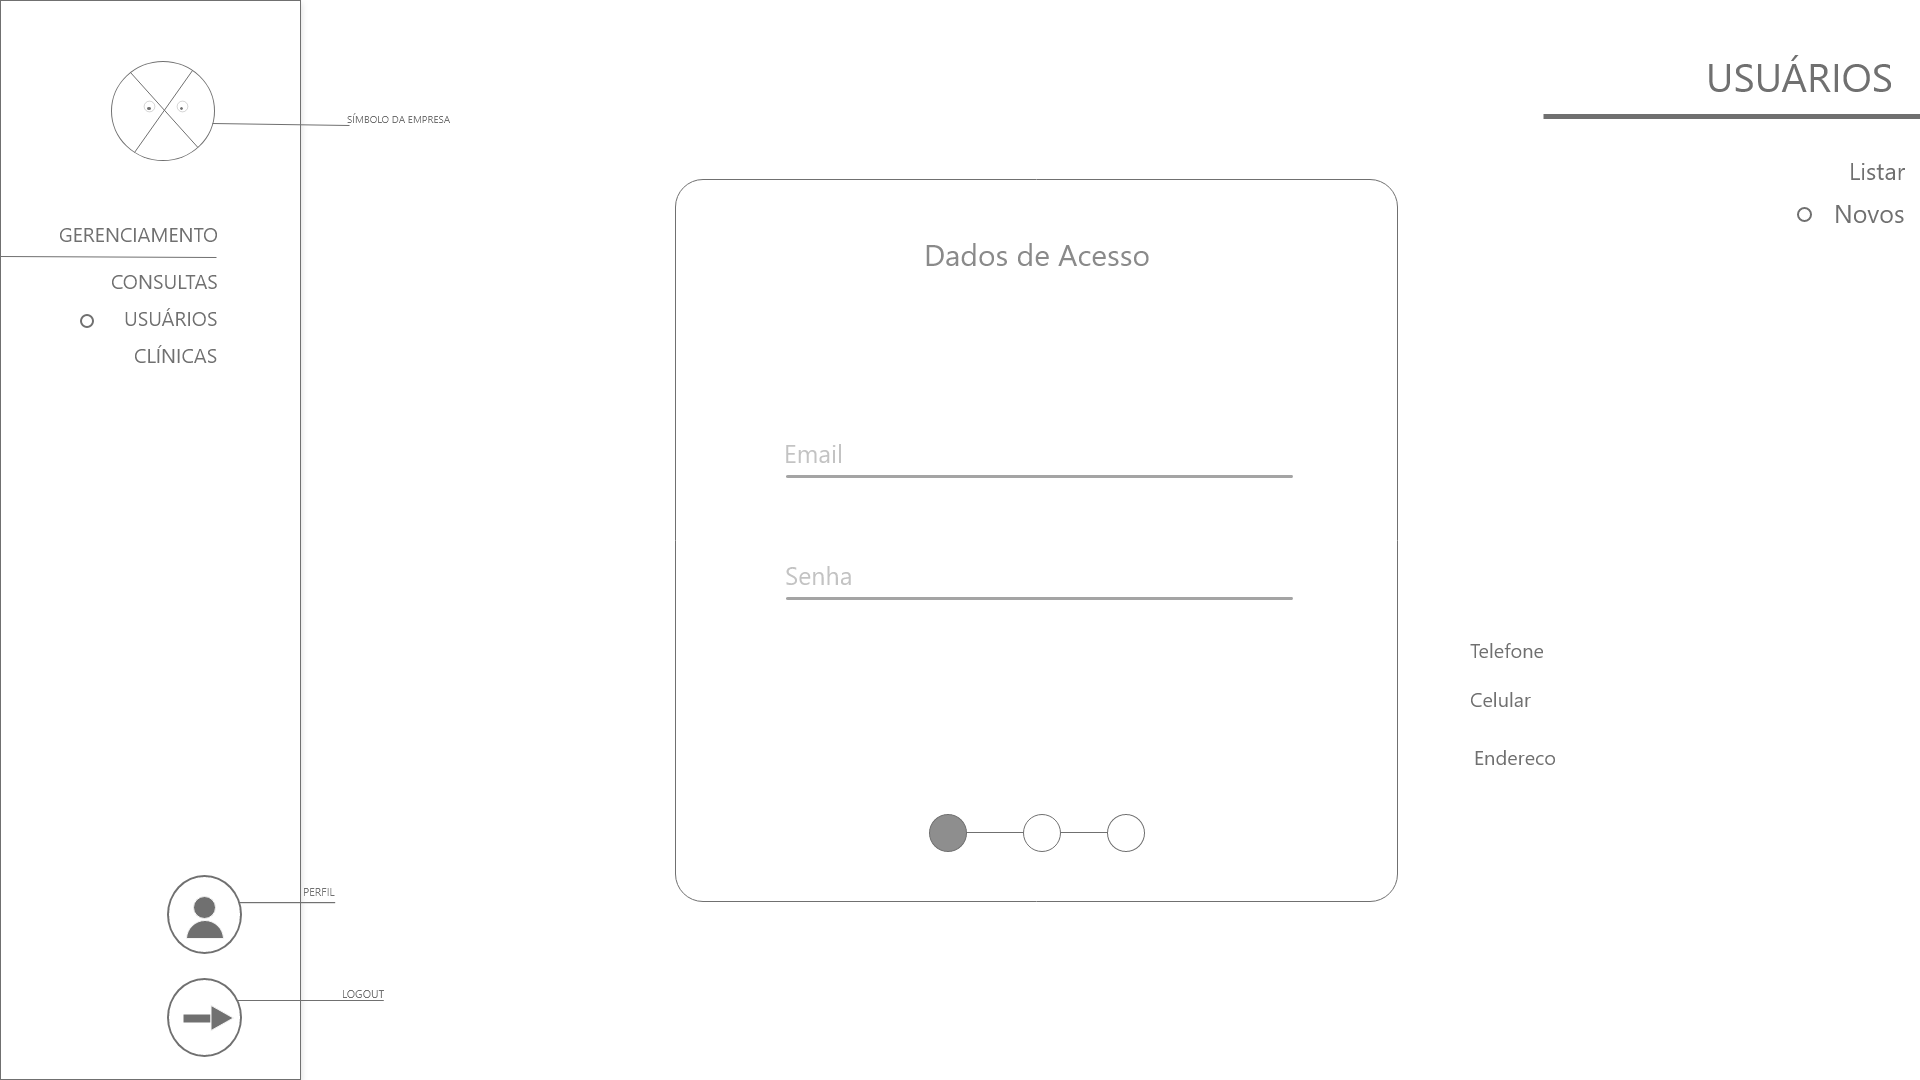 SÍMBOLO DA EMPRESA
GERENCIAMENTO
CONSULTAS
USUÁRIOS
CLÍNICAS
PERFIL
LOGOUT
Dados de Acesso
Email
Senha
USUÁRIOS
Listar
Novos
Telefone
Celular
Endereco